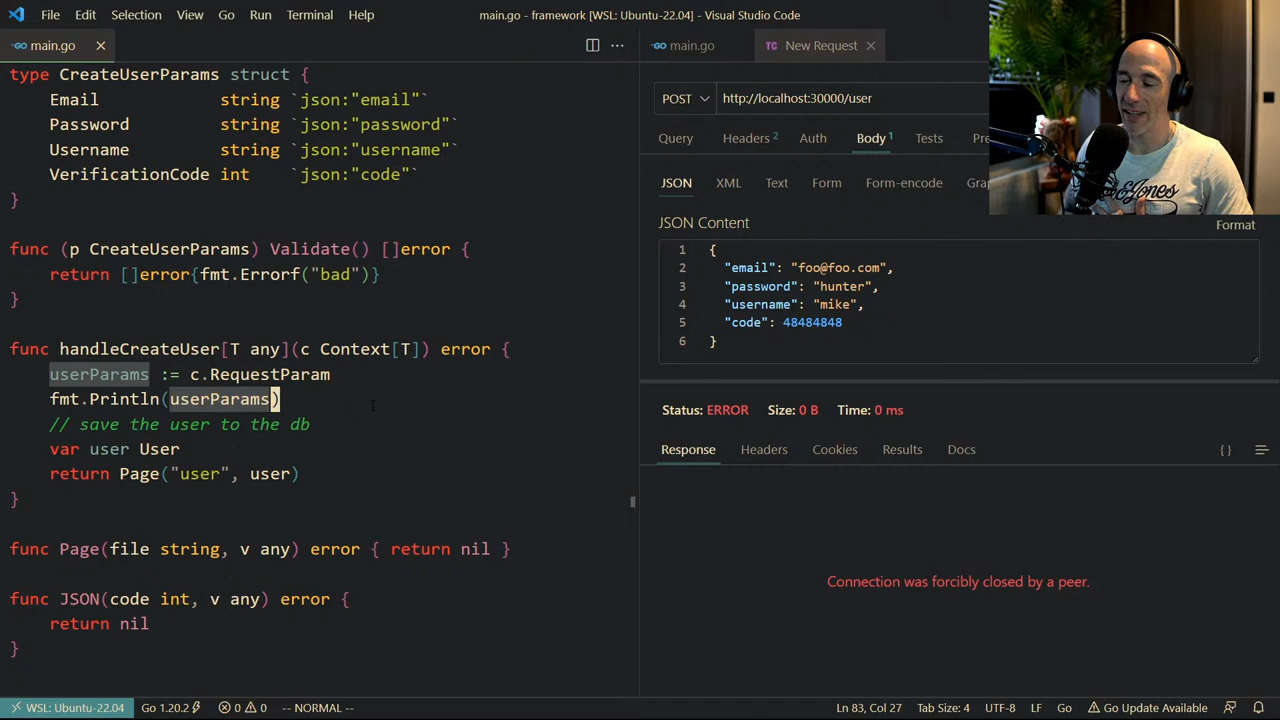 File Edit Selection View Go Run Terminal Help main.go - framework [WSL: Ubuntu-22.04] - Visual Studio Code
main.go
type CreateUserParams struct {
Email string `json:"email"`
Password string `json:"password"`
Username string `json:"username"`
VerificationCode int `json:"code"`
}
func (p CreateUserParams) Validate() []error {
return []error{fmt.Errorf("bad")}
}
func handleCreateUser[T any](c Context[T]) error {
userParams := c.RequestParam
fmt.Println(userParams)
// save the user to the db
var user User
return Page("user", user)
}
func Page(file string, v any) error { return nil }
func JSON(code int, v any) error {
return nil
}
main.go TC New Request
POST http://localhost:30000/user
Query Headers 2 Auth Body 1 Tests Pre
JSON XML Text Form Form-encode Gra
JSON Content
Format
1 {
2 "email": "foo@foo.com",
3 "password": "hunter",
4 "username": "mike",
5 "code": 48484848
6 }
Status: ERROR Size: 0 B Time: 0 ms
Response Headers Cookies Results Docs { }
Connection was forcibly closed by a peer.
WSL: Ubuntu-22.04 Go 1.20.2 0 0 -- NORMAL -- Ln 83, Col 27 Tab Size: 4 UTF-8 LF Go Go Update Available